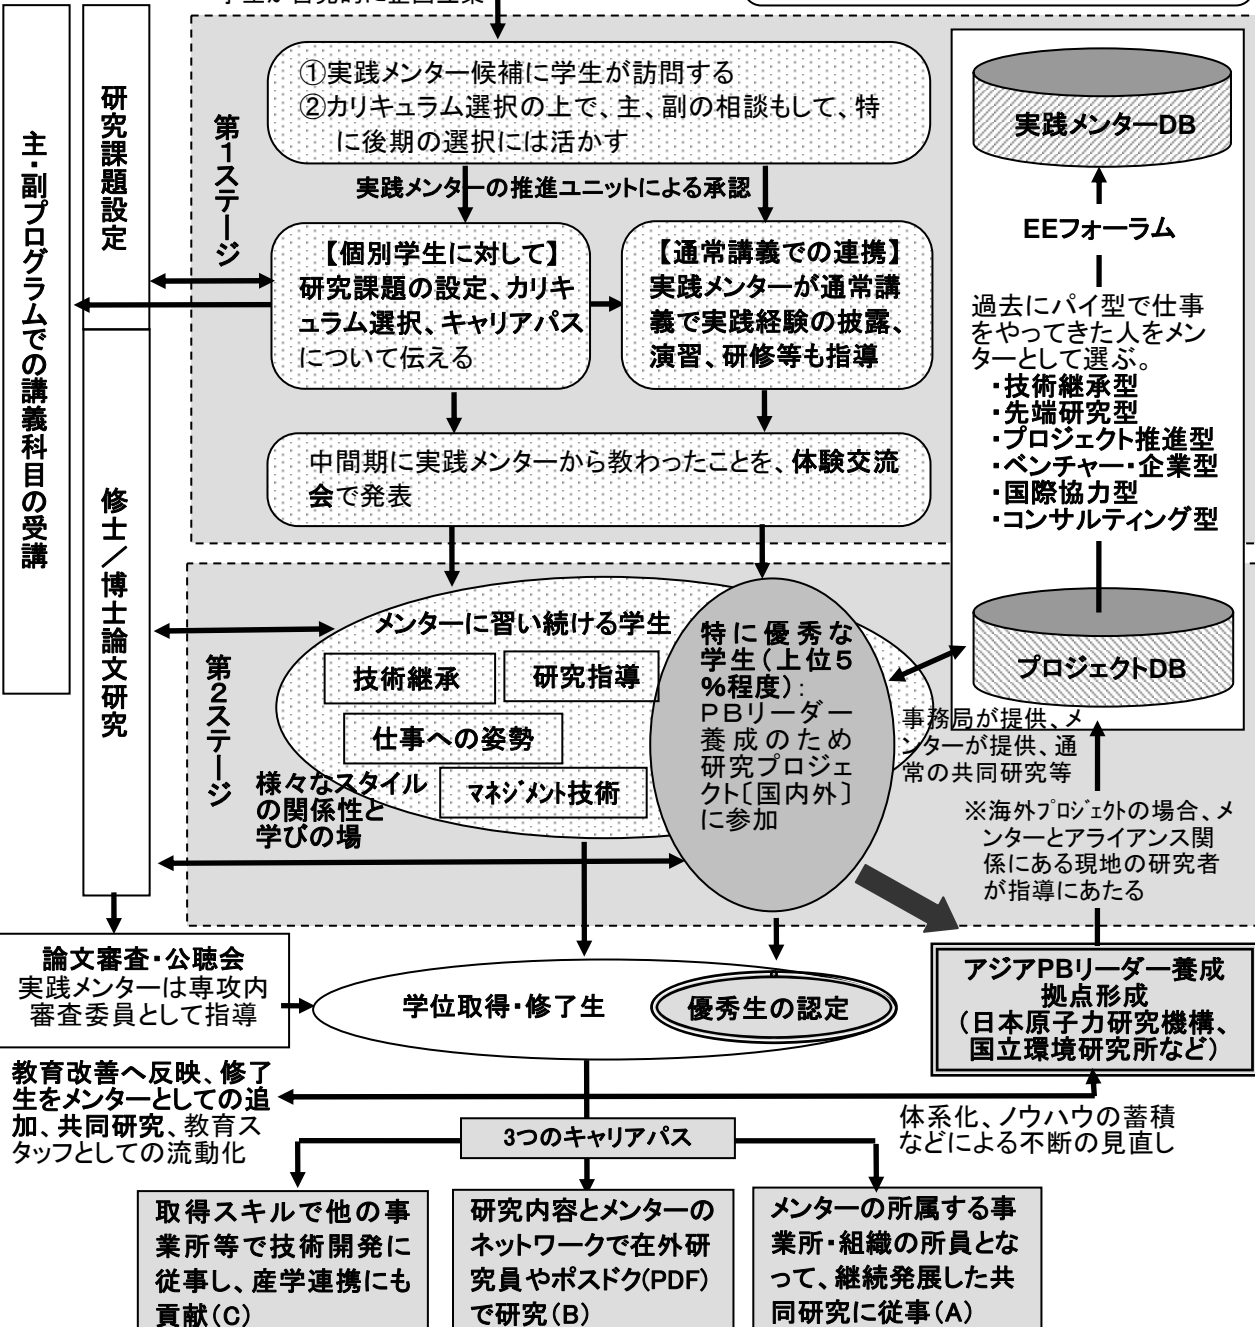 学生が自発的に企画立案
①実践メンター候補に学生が訪問する
②カリキュラム選択の上で、主、副の相談もして、特
に後期の選択には活かす
実践メンターの推進ユニットによる承認
主・副プログラムでの講義科目の受講
研究課題設定
修士／博士論文研究
第1ステージ
【個別学生に対して】
研究課題の設定、カリキ
ュラム選択、キャリアパス
について伝える
【通常講義での連携】
実践メンターが通常講
義で実践経験の披露、
演習、研修等も指導
中間期に実践メンターから教わったことを、体験交流
会で発表
実践メンターDB
EEフォーラム
過去にパイ型で仕事
をやってきた人をメン
ターとして選ぶ。
・技術継承型
・先端研究型
・プロジェクト推進型
・ベンチャー・企業型
・国際協力型
・コンサルティング型
プロジェクトDB
第2ステージ
メンターに習い続ける学生
技術継承
研究指導
仕事への姿勢
マネジメント技術
様々なスタイル
の関係性と
学びの場
特に優秀な
学生（上位５
％程度）：
ＰＢリーダー
養成のため
研究プロジェ
クト〔国内外〕
に参加
事務局が提供、メ
ンターが提供、通
常の共同研究等
※海外プロジェクトの場合、メ
ンターとアライアンス関
係にある現地の研究者
が指導にあたる
論文審査・公聴会
実践メンターは専攻内
審査委員として指導
学位取得・修了生
優秀生の認定
アジアPBリーダー養成
拠点形成
（日本原子力研究機構、
国立環境研究所など）
教育改善へ反映、修了
生をメンターとしての追
加、共同研究、教育ス
タッフとしての流動化
体系化、ノウハウの蓄積
などによる不断の見直し
3つのキャリアパス
取得スキルで他の事
業所等で技術開発に
従事し、産学連携にも
貢献（C）
研究内容とメンターの
ネットワークで在外研
究員やポスドク(PDF)
で研究（B）
メンターの所属する事
業所・組織の所員とな
って、継続発展した共
同研究に従事（A）